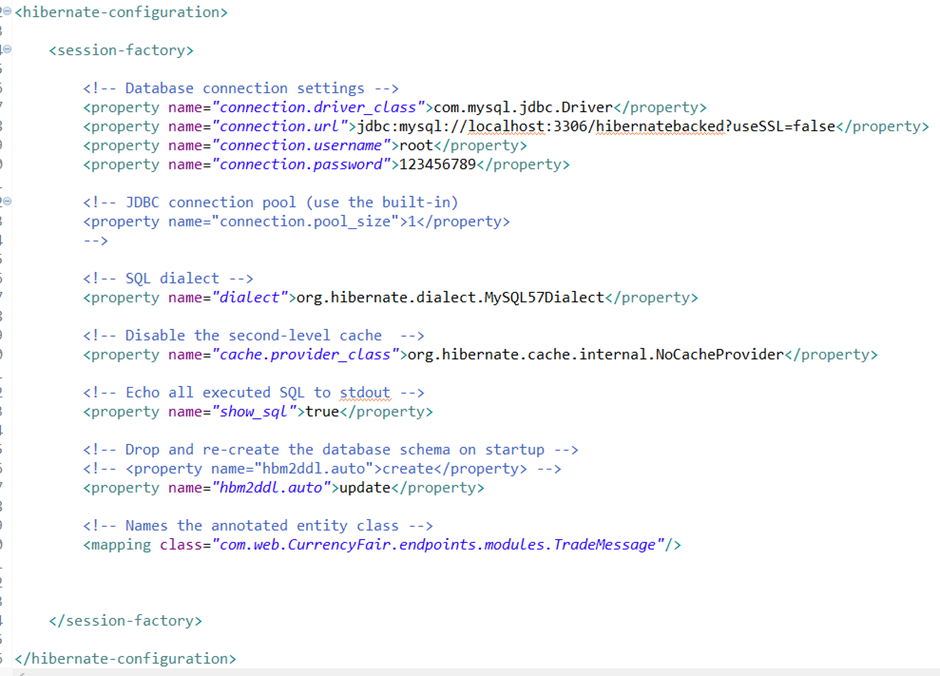 <hibernate-configuration>
<session-factory>
<!-- Database connection settings -->
<property name="connection.driver_class">com.mysql.jdbc.Driver</property>
<property name="connection.url">jdbc:mysql://localhost:3306/hibernatebacked?useSSL=false</property>
<property name="connection.username">root</property>
<property name="connection.password">123456789</property>
<!-- JDBC connection pool (use the built-in)
<property name="connection.pool_size">1</property>
-->
<!-- SQL dialect -->
<property name="dialect">org.hibernate.dialect.MySQL57Dialect</property>
<!-- Disable the second-level cache  -->
<property name="cache.provider_class">org.hibernate.cache.internal.NoCacheProvider</property>
<!-- Echo all executed SQL to stdout -->
<property name="show_sql">true</property>
<!-- Drop and re-create the database schema on startup -->
<!-- <property name="hbm2ddl.auto">create</property> -->
<property name="hbm2ddl.auto">update</property>
<!-- Names the annotated entity class -->
<mapping class="com.web.CurrencyFair.endpoints.modules.TradeMessage"/>
</session-factory>
</hibernate-configuration>